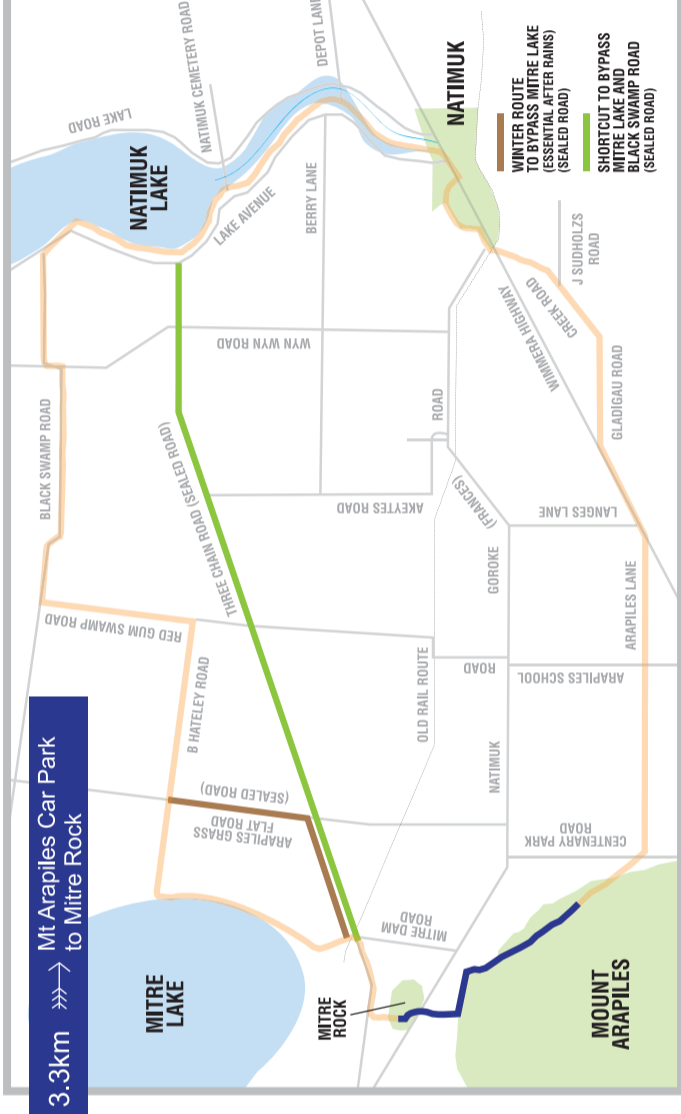 3.3km Mt Arapiles Car Park
to Mitre Rock
MITRE
LAKE
MITRE
ROCK
MOUNT
ARAPILES
NATIMUK
LAKE
NATIMUK
LAKE ROAD
NATIMUK CEMETERY ROAD
DEPOT LANE
LAKE AVENUE
BERRY LANE
WYN WYN ROAD
BLACK SWAMP ROAD
RED GUM SWAMP ROAD
B HATELEY ROAD
THREE CHAIN ROAD (SEALED ROAD)
ARAPILES GRASS
FLAT ROAD
(SEALED ROAD)
AKEYTES ROAD
OLD RAIL ROUTE
MITRE DAM
ROAD
NATIMUK
GOROKE
(FRANCES)
ROAD
ROAD
ARAPILES SCHOOL
CENTENARY PARK
ROAD
LANGES LANE
ARAPILES LANE
GLADIGAU ROAD
CREEK ROAD
WIMMERA HIGHWAY
J SUDHOLZS
ROAD
WINTER ROUTE
TO BYPASS MITRE LAKE
(ESSENTIAL AFTER RAINS)
(SEALED ROAD)
SHORTCUT TO BYPASS
MITRE LAKE AND
BLACK SWAMP ROAD
(SEALED ROAD)